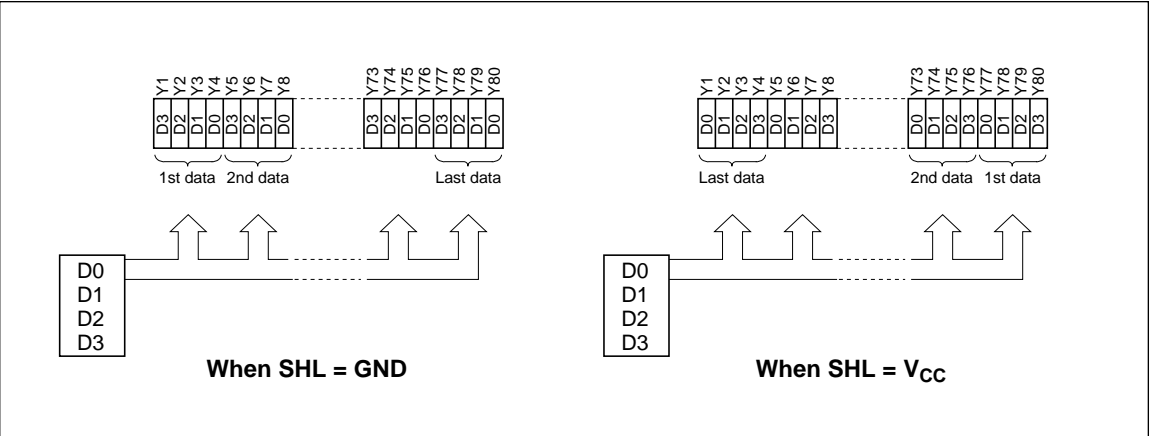 Y1 Y2 Y3 Y4 Y5 Y6 Y7 Y8 Y73 Y74 Y75 Y76 Y77 Y78 Y79 Y80
D3 D2 D1 D0 D3 D2 D1 D0 D3 D2 D1 D0 D3 D2 D1 D0
1st data 2nd data Last data
D0
D1
D2
D3
When SHL = GND
Y1 Y2 Y3 Y4 Y5 Y6 Y7 Y8 Y73 Y74 Y75 Y76 Y77 Y78 Y79 Y80
D0 D1 D2 D3 D0 D1 D2 D3 D0 D1 D2 D3 D0 D1 D2 D3
Last data 2nd data 1st data
D0
D1
D2
D3
When SHL = VCC